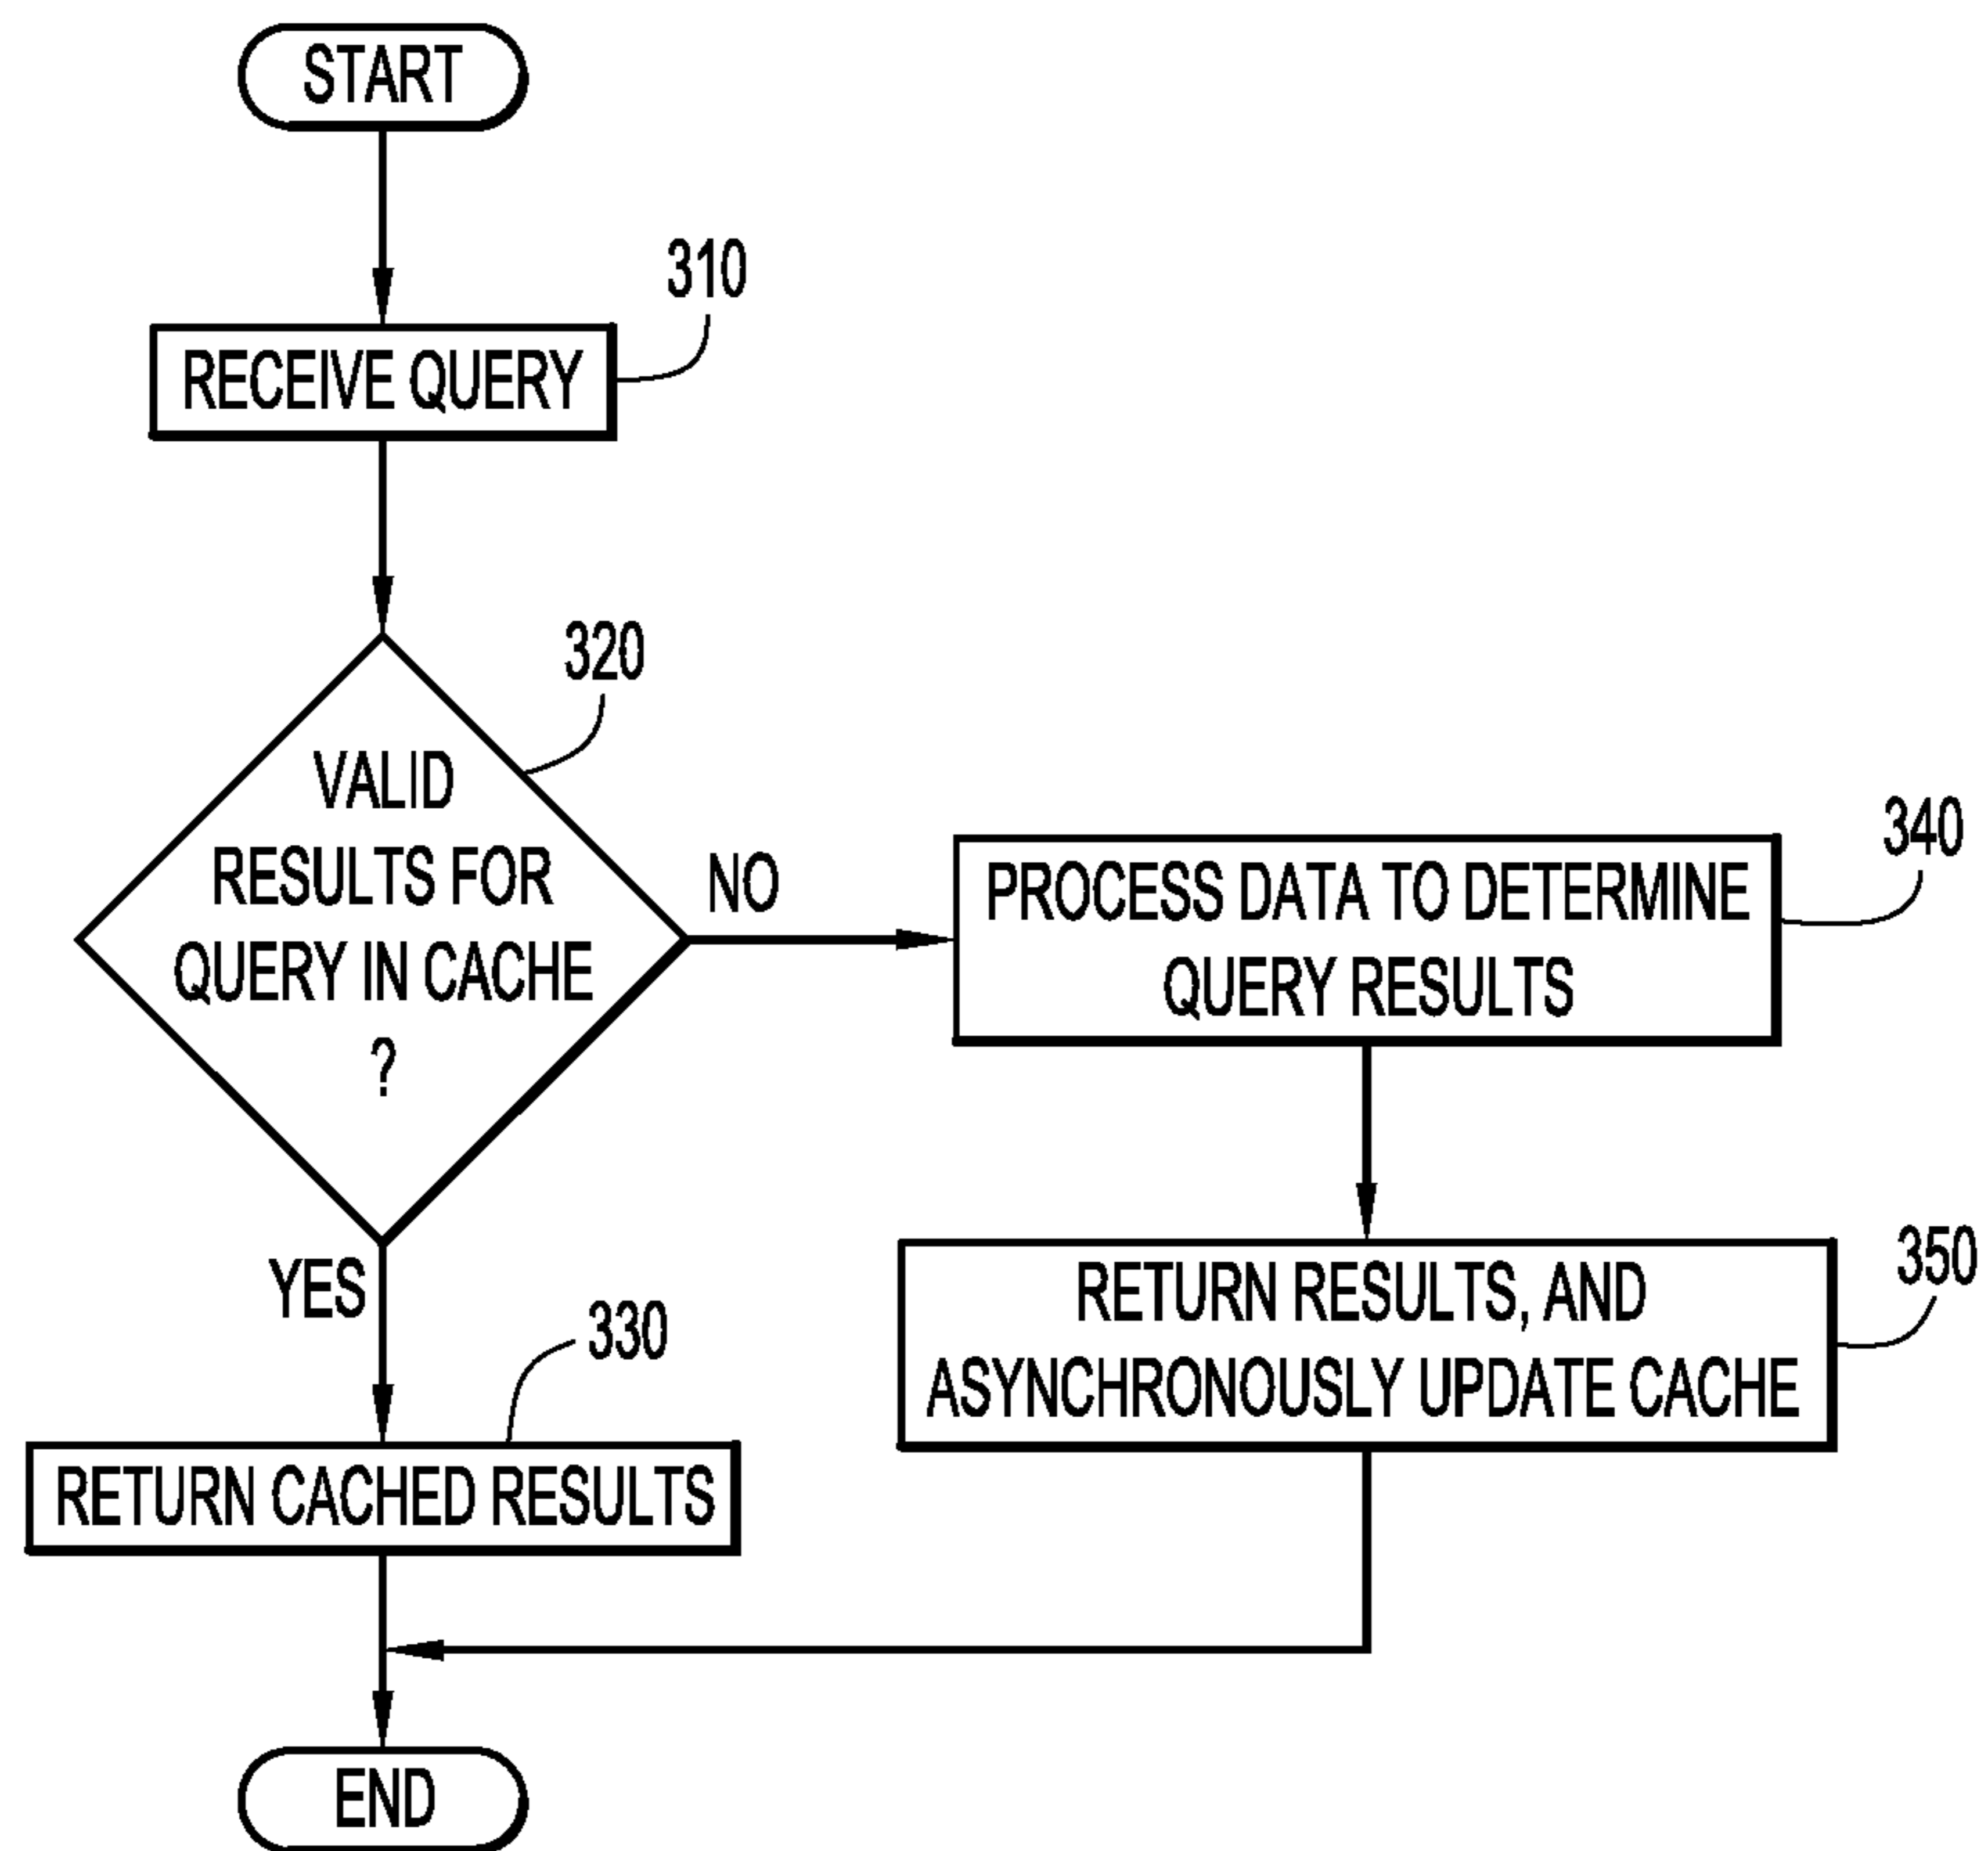 START
310
RECEIVE QUERY
320
VALID
RESULTS FOR
QUERY IN CACHE
?
NO
340
PROCESS DATA TO DETERMINE
QUERY RESULTS
YES
330
RETURN CACHED RESULTS
350
RETURN RESULTS, AND
ASYNCHRONOUSLY UPDATE CACHE
END